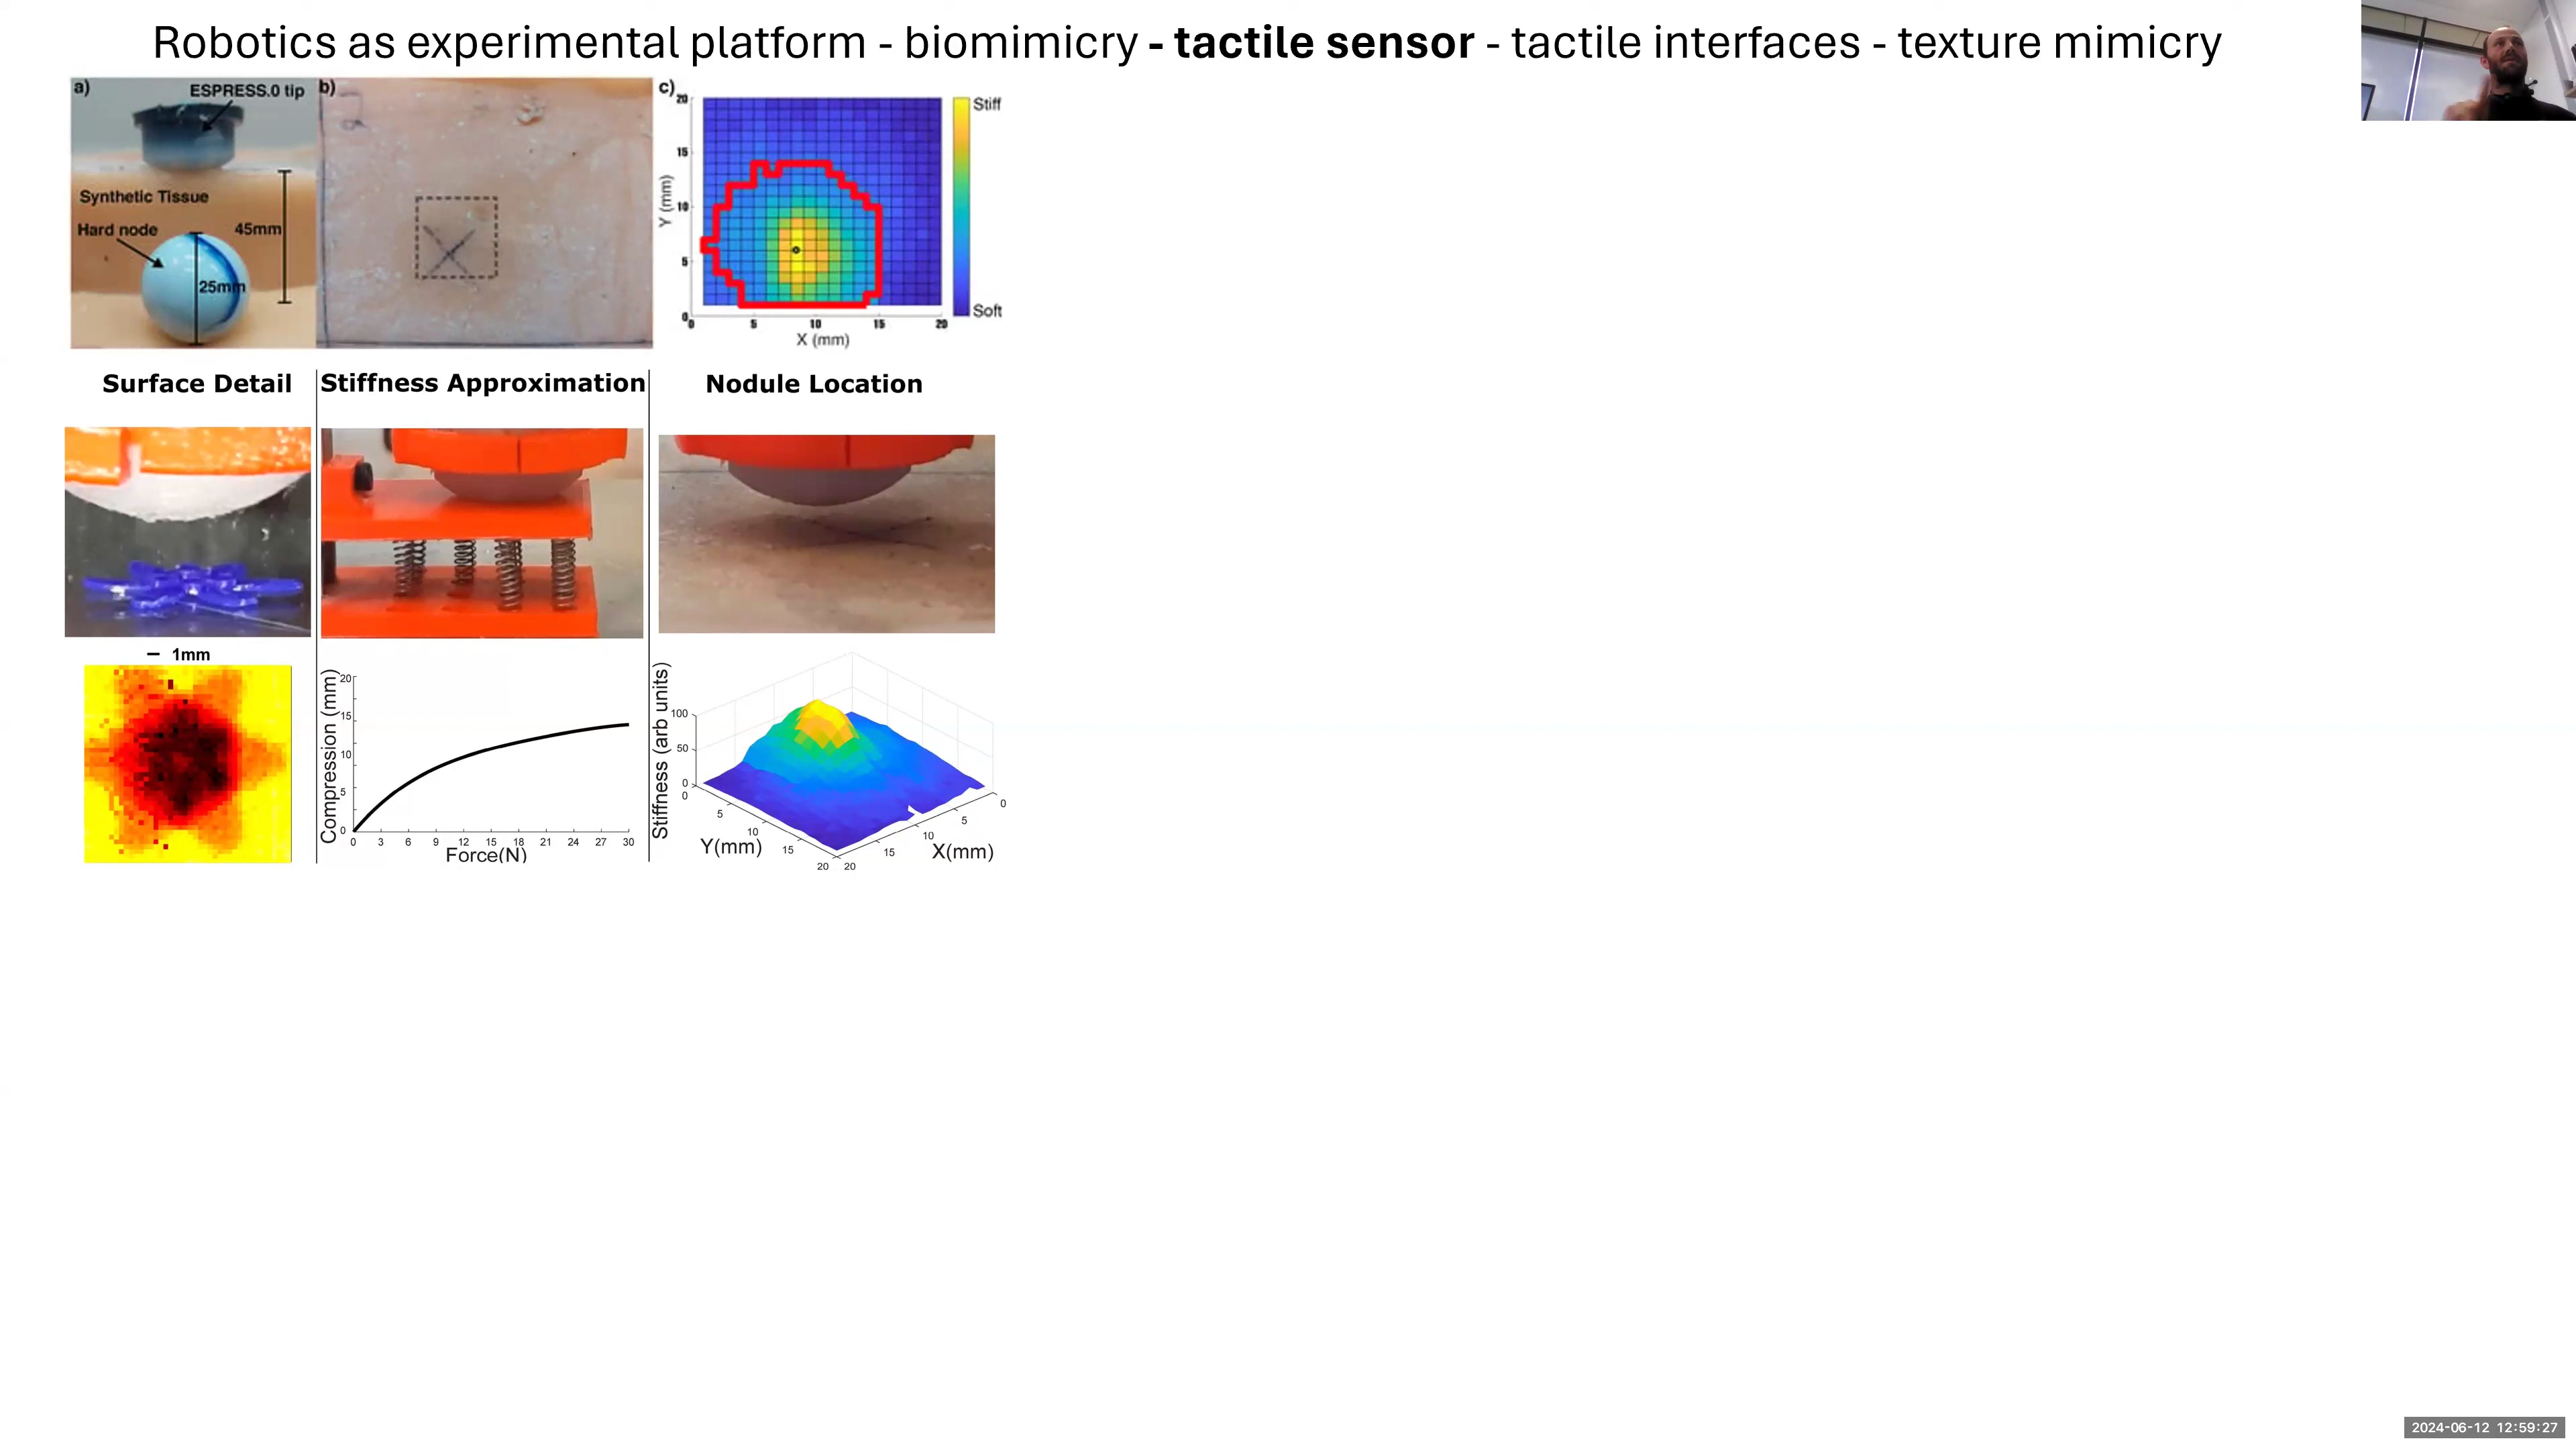 Robotics as experimental platform - biomimicry - tactile sensor - tactile interfaces - texture mimicry
a)
ESPRESS.0 tip
Synthetic Tissue
Hard node
45mm
25mm
b)
c)
20
15
10
5
0
Y (mm)
0 5 10 15 20
X (mm)
Stiff
Soft
Surface Detail
Stiffness Approximation
Nodule Location
1mm
Compression (mm)
20
15
10
5
0
0 3 6 9 12 15 18 21 24 27 30
Force(N)
Stiffness (arb units)
100
50
0
0
5
10
15
20
Y(mm)
20
15
10
5
0
X(mm)
2024-06-12 12:59:27